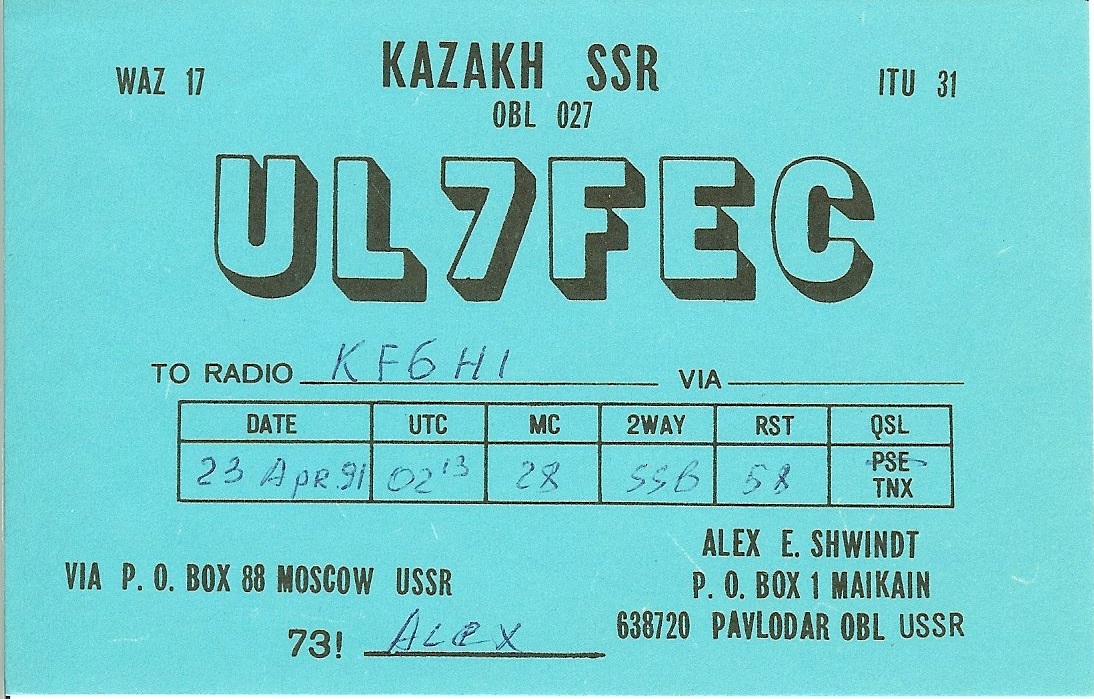 WAZ 17 KAZAKH SSR ITU 31
OBL 027
UL7FEC
TO RADIO KF6HI VIA
DATE UTC MC 2WAY RST QSL
23 Apr.91 02 13 28 SSB 58 PSE
TNX
ALEX E. SHWINDT
VIA P. O. BOX 88 MOSCOW USSR P. O. BOX 1 MAIKAIN
638720 PAVLODAR OBL USSR
73! ALEX